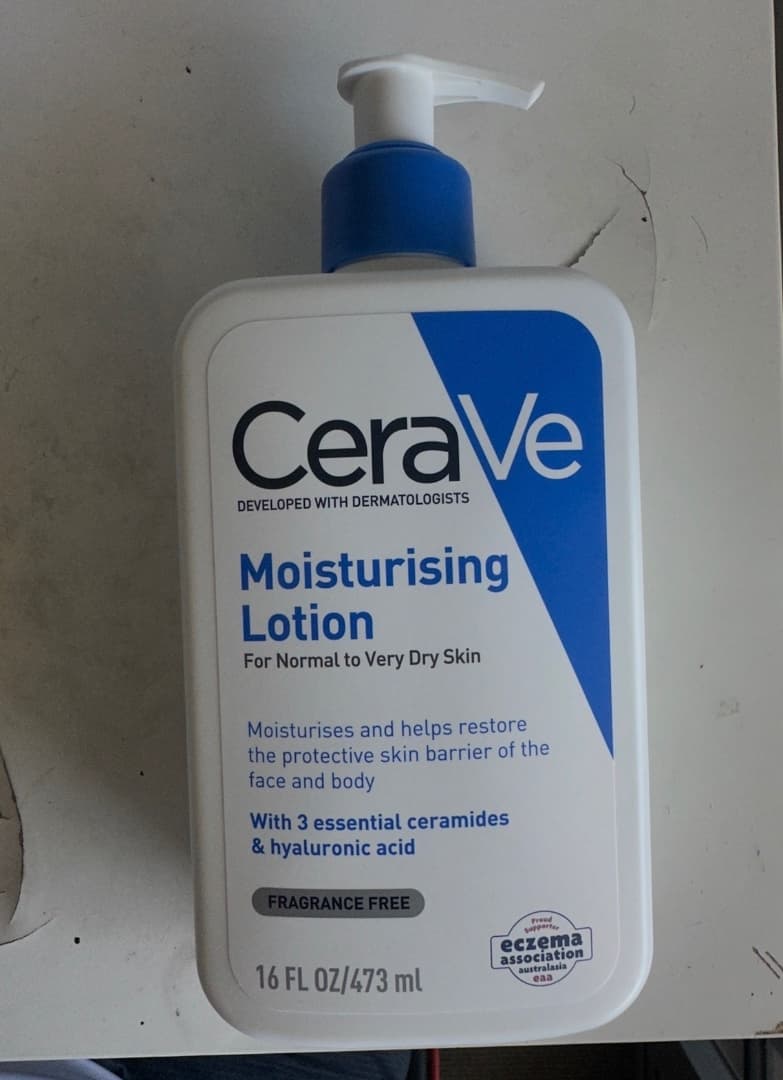 CeraVe
DEVELOPED WITH DERMATOLOGISTS
Moisturising
Lotion
For Normal to Very Dry Skin
Moisturises and helps restore
the protective skin barrier of the
face and body
With 3 essential ceramides
& hyaluronic acid
FRAGRANCE FREE
16 FL OZ/473 ml
Proud
Supporter
eczema
association
australasia
eaa